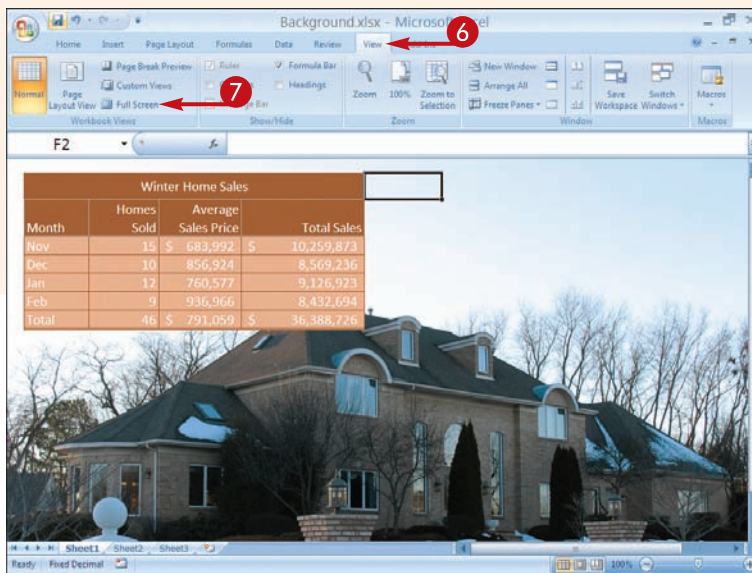 Background.xlsx - Microsoft Excel
6
Home Insert Page Layout Formulas Data Review View Add-Ins
Normal
Page Layout View
Page Break Preview
Custom Views
Full Screen
7
Workbook Views
Ruler
Formula Bar
Headings
Show/Hide
Zoom
100%
Zoom to Selection
Zoom
New Window
Arrange All
Freeze Panes
Save Workspace
Switch Windows
Window
Macros
Macros
F2
fx
Winter Home Sales
Month Homes Sold Average Sales Price Total Sales
Nov 15 $ 683,992 $ 10,259,873
Dec 10 856,924 8,569,236
Jan 12 760,577 9,126,923
Feb 9 936,966 8,432,694
Total 46 $ 791,059 $ 36,388,726
Sheet1 Sheet2 Sheet3
Ready Fixed Decimal 100%